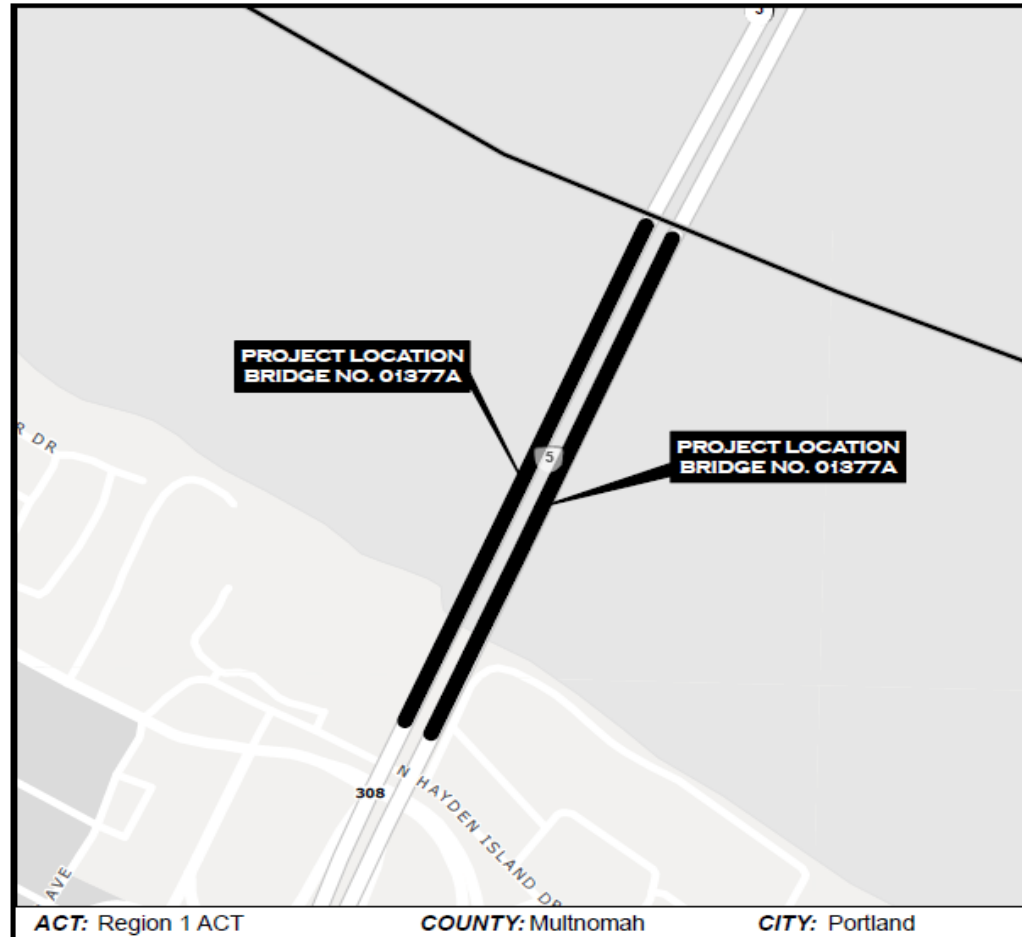 5
PROJECT LOCATION
BRIDGE NO. 01377A
R DR
5
PROJECT LOCATION
BRIDGE NO. 01377A
308
N HAYDEN ISLAND DR
AVE
ACT: Region 1 ACT COUNTY: Multnomah CITY: Portland